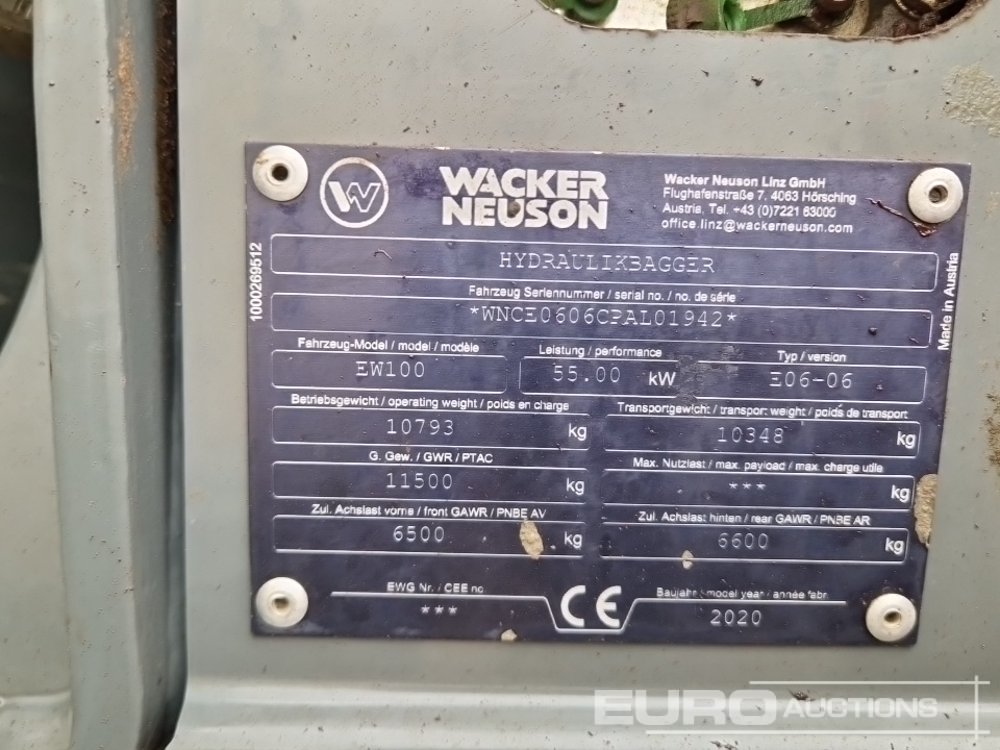 WACKER
NEUSON
Wacker Neuson Linz GmbH
Flughafenstraße 7, 4063 Hörsching
Austria. Tel. +43 (0)7221 63000
office.linz@wackerneuson.com
1000289512
Made in Austria
HYDRAULIKBAGGER
Fahrzeug Seriennummer / serial no. / no. de série
*WNCE0606CPAL01942*
Fahrzeug-Model / model / modèle
Leistung / performance
Typ / version
EW100
55.00 kW
E06-06
Betriebsgewicht / operating weight / poids en charge
Transportgewicht / transport weight / poids de transport
10793 kg
10348 kg
G. Gew. / GWR / PTAC
Max. Nutzlast / max. payload / max. charge utile
11500 kg
*** kg
Zul. Achslast vorne / front GAWR / PNBE AV
Zul. Achslast hinten / rear GAWR / PNBE AR
6500 kg
6600 kg
EWG Nr. / CEE no.
***
CE
Baujahr / model year / année fabr.
2020
EURO AUCTIONS